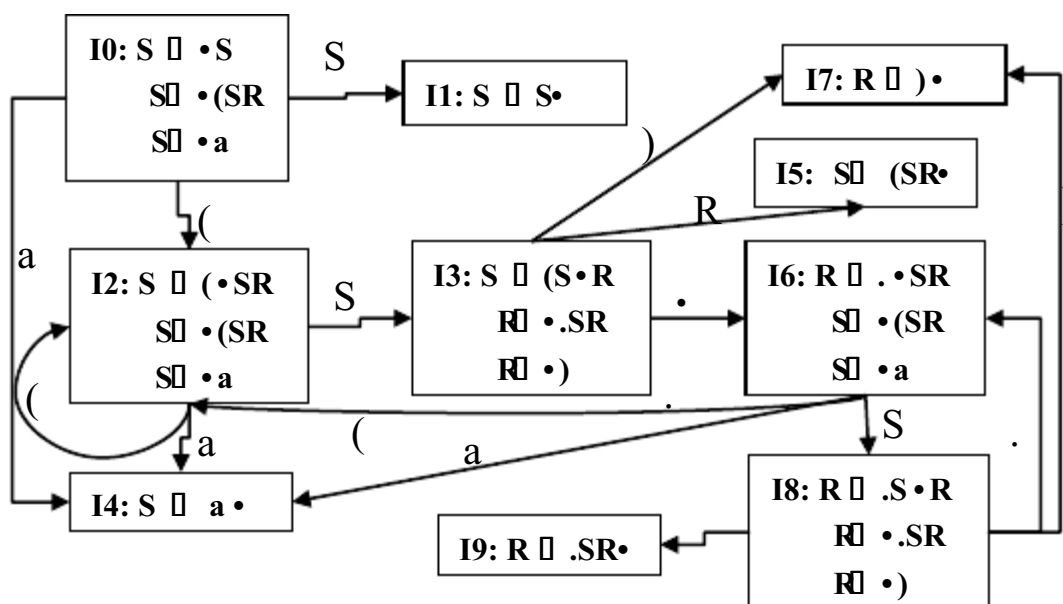 I0: S ▯ •S
S▯ •(SR
S▯ •a
S
I1: S ▯ S•
I7: R ▯ ) •
)
I5: S▯ (SR•
R
(
a
I2: S ▯ (•SR
S▯ •(SR
S▯ •a
S
I3: S ▯ (S•R
R▯ •.SR
R▯ •)
.
I6: R ▯ . •SR
S▯ •(SR
S▯ •a
(
a
(
.
a
S
.
I4: S ▯ a •
I8: R ▯ .S•R
R▯ •.SR
R▯ •)
I9: R ▯ .SR•